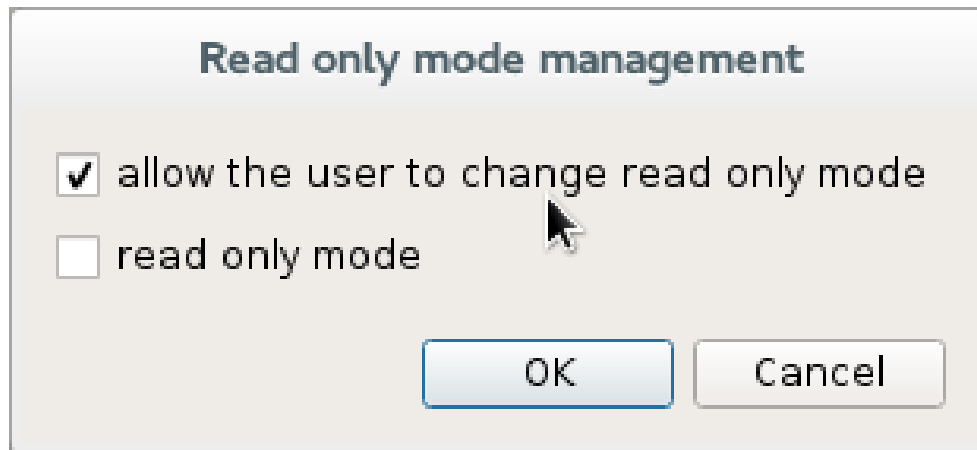 Read only mode management
allow the user to change read only mode
read only mode
OK Cancel